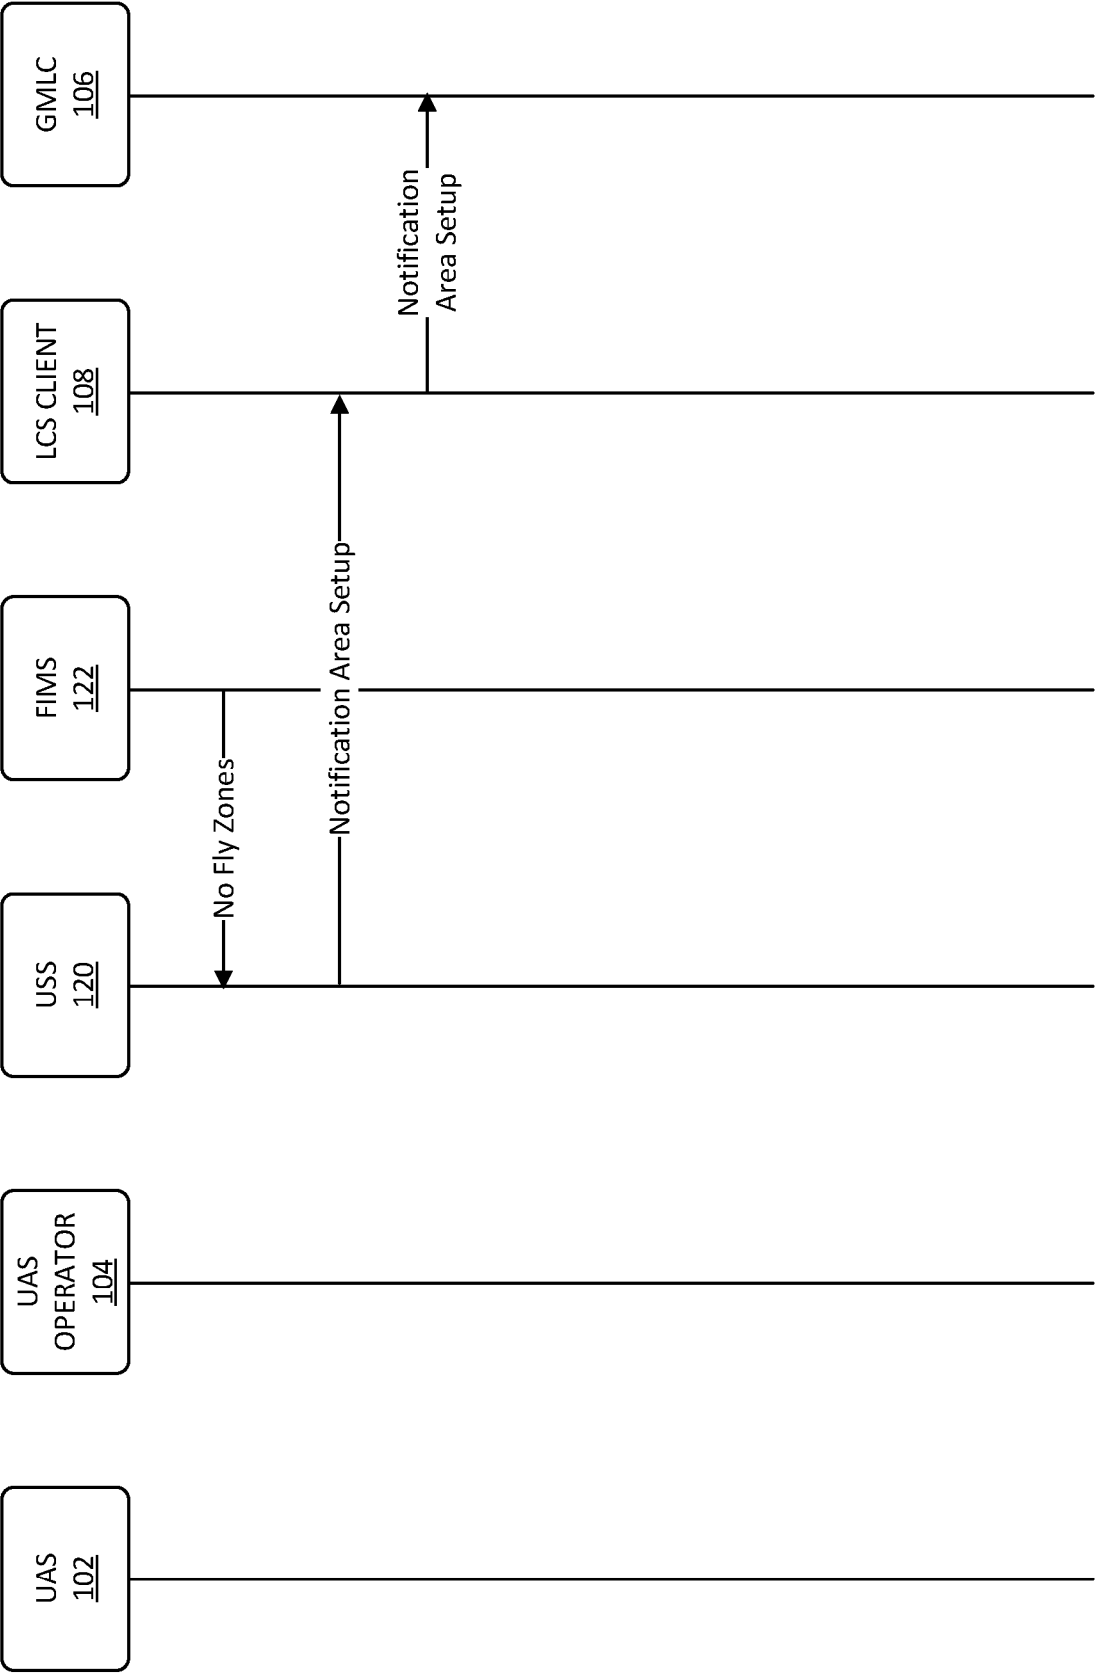 UAS
102
UAS
OPERATOR
104
USS
120
FIMS
122
LCS CLIENT
108
GMLC
106
No Fly Zones
Notification Area Setup
Notification
Area Setup